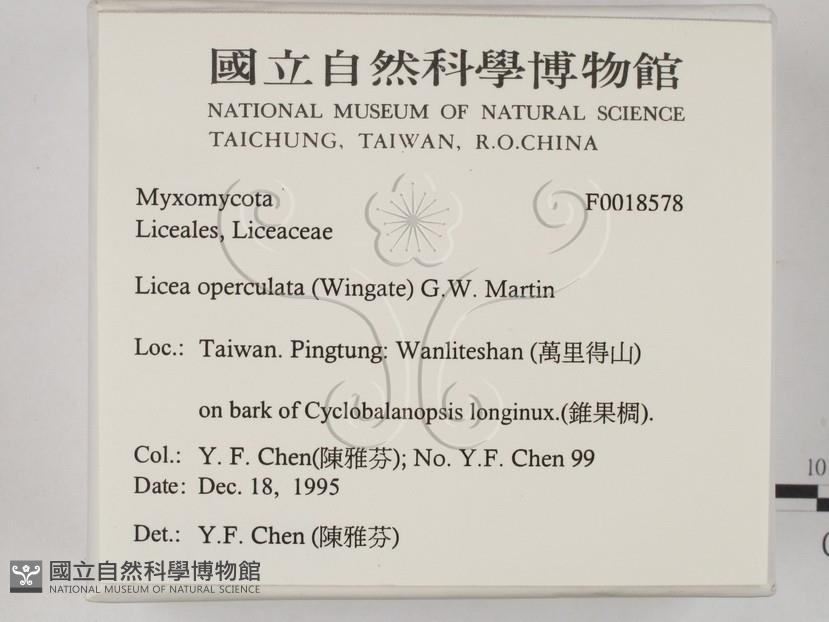 國立自然科學博物館
NATIONAL MUSEUM OF NATURAL SCIENCE
TAICHUNG, TAIWAN, R.O.CHINA
Myxomycota F0018578
Liceales, Liceaceae
Licea operculata (Wingate) G.W. Martin
Loc.: Taiwan. Pingtung: Wanliteshan (萬里得山)
on bark of Cyclobalanopsis longinux.(錐果椆).
Col.: Y. F. Chen(陳雅芬); No. Y.F. Chen 99
Date: Dec. 18, 1995
Det.: Y.F. Chen (陳雅芬)
國立自然科學博物館
NATIONAL MUSEUM OF NATURAL SCIENCE
10